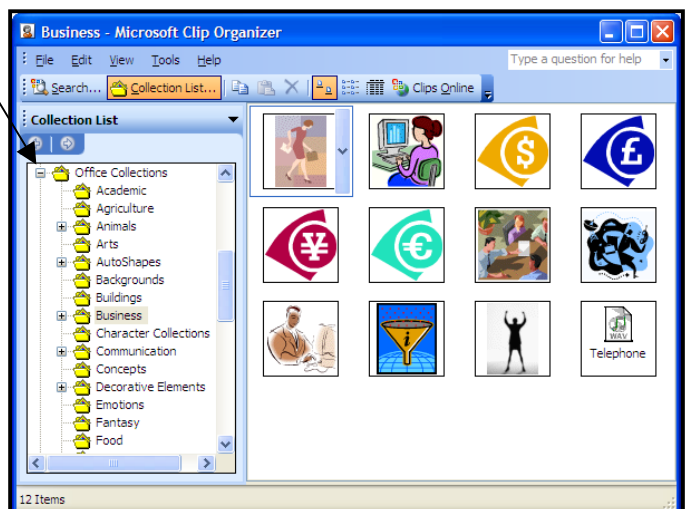 Business - Microsoft Clip Organizer
File Edit View Tools Help
Type a question for help
Search... Collection List... Clips Online
Collection List
Office Collections
Academic
Agriculture
Animals
Arts
AutoShapes
Backgrounds
Buildings
Business
Character Collections
Communication
Concepts
Decorative Elements
Emotions
Fantasy
Food
$
£
¥
€
i
WAV
Telephone
12 Items